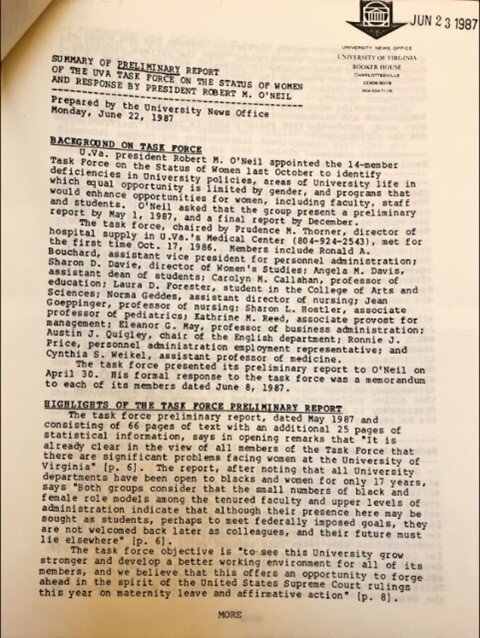 JUN 23 1987
UNIVERSITY NEWS OFFICE
UNIVERSITY OF VIRGINIA
BOOKER HOUSE
CHARLOTTESVILLE
SUMMARY OF PRELIMINARY REPORT
OF THE UVA TASK FORCE ON THE STATUS OF WOMEN
AND RESPONSE BY PRESIDENT ROBERT M. O'NEIL
Prepared by the University News Office
Monday, June 22, 1987
BACKGROUND ON TASK FORCE
U.Va. president Robert M. O'Neil appointed the 14-member
Task Force on the Status of Women last October to identify
deficiencies in University policies, areas of University life in
which equal opportunity is limited by gender, and programs that
would enhance opportunities for women, including faculty, staff
and students. O'Neil asked that the group present a preliminary
report by May 1, 1987, and a final report by December.
The task force, chaired by Prudence M. Thorner, director of
hospital supply in U.Va.'s Medical Center (804-924-2543), met for
the first time Oct. 17, 1986. Members include Ronald A.
Bouchard, assistant vice president for personnel administration;
Sharon D. Davie, director of Women's Studies; Angela M. Davis,
assistant dean of students; Carolyn M. Callahan, professor of
education; Laura D. Forester, student in the College of Arts and
Sciences; Norma Geddes, assistant director of nursing; Jean
Goeppinger, professor of nursing; Sharon L. Hostler, associate
professor of pediatrics; Kathrine M. Reed, associate provost for
management; Eleanor G. May, professor of business administration;
Austin J. Quigley, chair of the English department; Ronnie J.
Price, personnel administration employment representative; and
Cynthia S. Weikel, assistant professor of medicine.
The task force presented its preliminary report to O'Neil on
April 30. His formal response to the task force was a memorandum
to each of its members dated June 8, 1987.
HIGHLIGHTS OF THE TASK FORCE PRELIMINARY REPORT
The task force preliminary report, dated May 1987 and
consisting of 66 pages of text with an additional 25 pages of
statistical information, says in opening remarks that "It is
already clear in the view of all members of the Task Force that
there are significant problems facing women at the University of
Virginia" [p. 6]. The report, after noting that all University
departments have been open to blacks and women for only 17 years,
says "Both groups consider that the small numbers of black and
female role models among the tenured faculty and upper levels of
administration indicate that although their presence here may be
sought as students, perhaps to meet federally imposed goals, they
are not welcomed back later as colleagues, and their future must
lie elsewhere" [p. 6].
The task force objective is "to see this University grow
stronger and develop a better working environment for all of its
members, and we believe that this offers an opportunity to forge
ahead in the spirit of the United States Supreme Court rulings
this year on maternity leave and affirmative action" [p. 8].
MORE